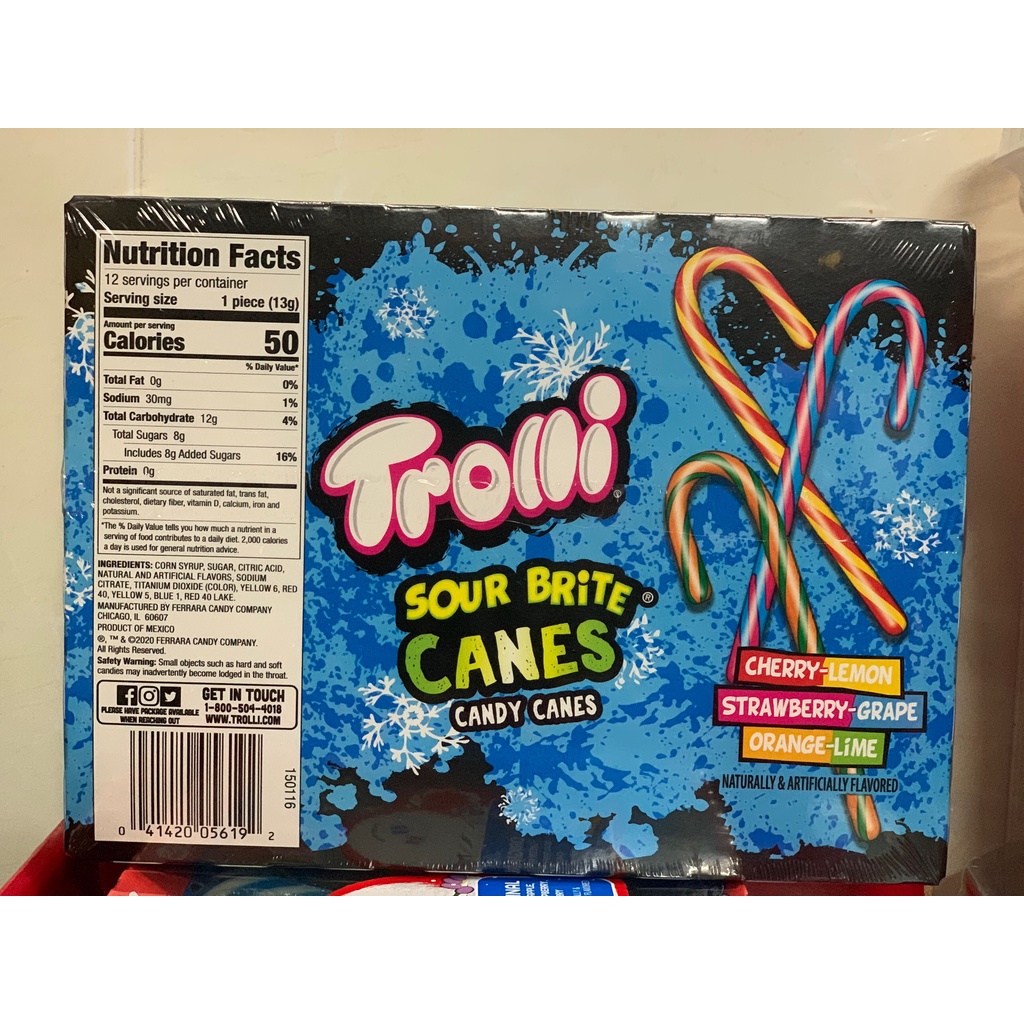 Nutrition Facts
12 servings per container
Serving size 1 piece (13g)
Amount per serving
Calories 50
% Daily Value*
Total Fat 0g 0%
Sodium 30mg 1%
Total Carbohydrate 12g 4%
Total Sugars 8g
Includes 8g Added Sugars 16%
Protein 0g
Not a significant source of saturated fat, trans fat,
cholesterol, dietary fiber, vitamin D, calcium, iron and
potassium.
*The % Daily Value tells you how much a nutrient in a
serving of food contributes to a daily diet. 2,000 calories
a day is used for general nutrition advice.
INGREDIENTS: CORN SYRUP, SUGAR, CITRIC ACID,
NATURAL AND ARTIFICIAL FLAVORS, SODIUM
CITRATE, TITANIUM DIOXIDE (COLOR), YELLOW 6, RED
40, YELLOW 5, BLUE 1, RED 40 LAKE.
MANUFACTURED BY FERRARA CANDY COMPANY
CHICAGO, IL 60607
PRODUCT OF MEXICO
®, ™ & ©2020 FERRARA CANDY COMPANY.
All Rights Reserved.
Safety Warning: Small objects such as hard and soft
candies may inadvertently become lodged in the throat.
PLEASE HAVE PACKAGE AVAILABLE
WHEN REACHING OUT
GET IN TOUCH
1-800-504-4018
WWW.TROLLI.COM
150116
0 41420 05619 2
Trolli®
SOUR BRiTE®
CANES
CANDY CANES
CHERRY-LEMON
STRAWBERRY-GRAPE
ORANGE-LiME
NATURALLY & ARTIFICIALLY FLAVORED